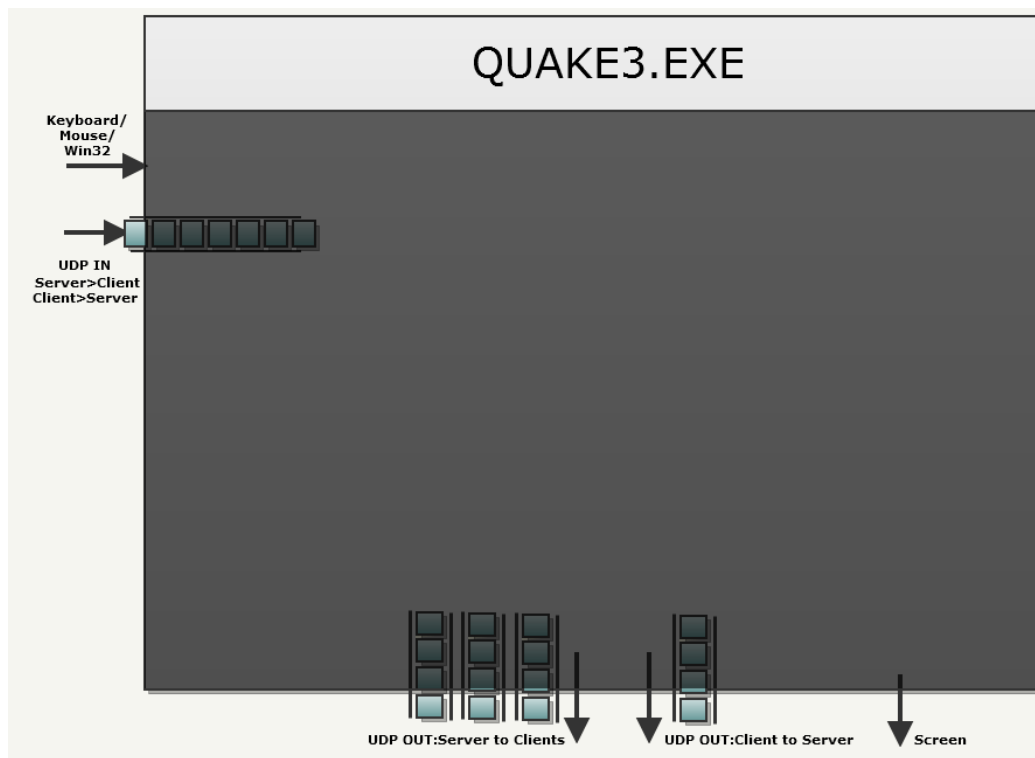 QUAKE3.EXE
Keyboard/
Mouse/
Win32
UDP IN
Server>Client
Client>Server
UDP OUT:Server to Clients
UDP OUT:Client to Server
Screen